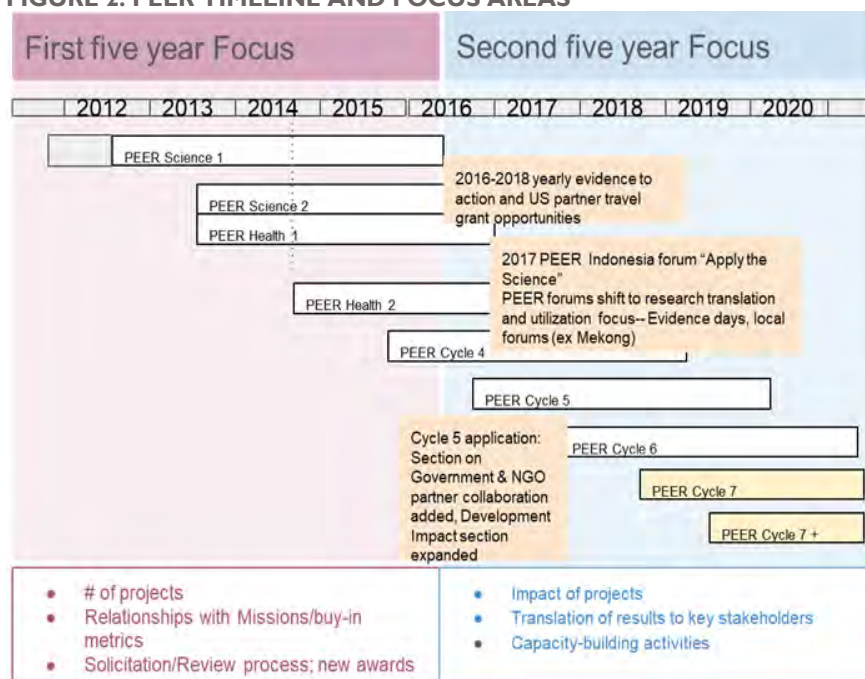 FIGURE 2. PEER TIMELINE AND FOCUS AREAS
First five year Focus
Second five year Focus
2012 2013 2014 2015 2016 2017 2018 2019 2020
PEER Science 1
2016-2018 yearly evidence to
action and US partner travel
grant opportunities
PEER Science 2
PEER Health 1
2017 PEER Indonesia forum "Apply the
Science"
PEER forums shift to research translation
and utilization focus-- Evidence days, local
forums (ex Mekong)
PEER Health 2
PEER Cycle 4
PEER Cycle 5
Cycle 5 application:
Section on
Government & NGO
partner collaboration
added, Development
Impact section
expanded
PEER Cycle 6
PEER Cycle 7
PEER Cycle 7 +
# of projects
Relationships with Missions/buy-in
metrics
Solicitation/Review process; new awards
Impact of projects
Translation of results to key stakeholders
Capacity-building activities